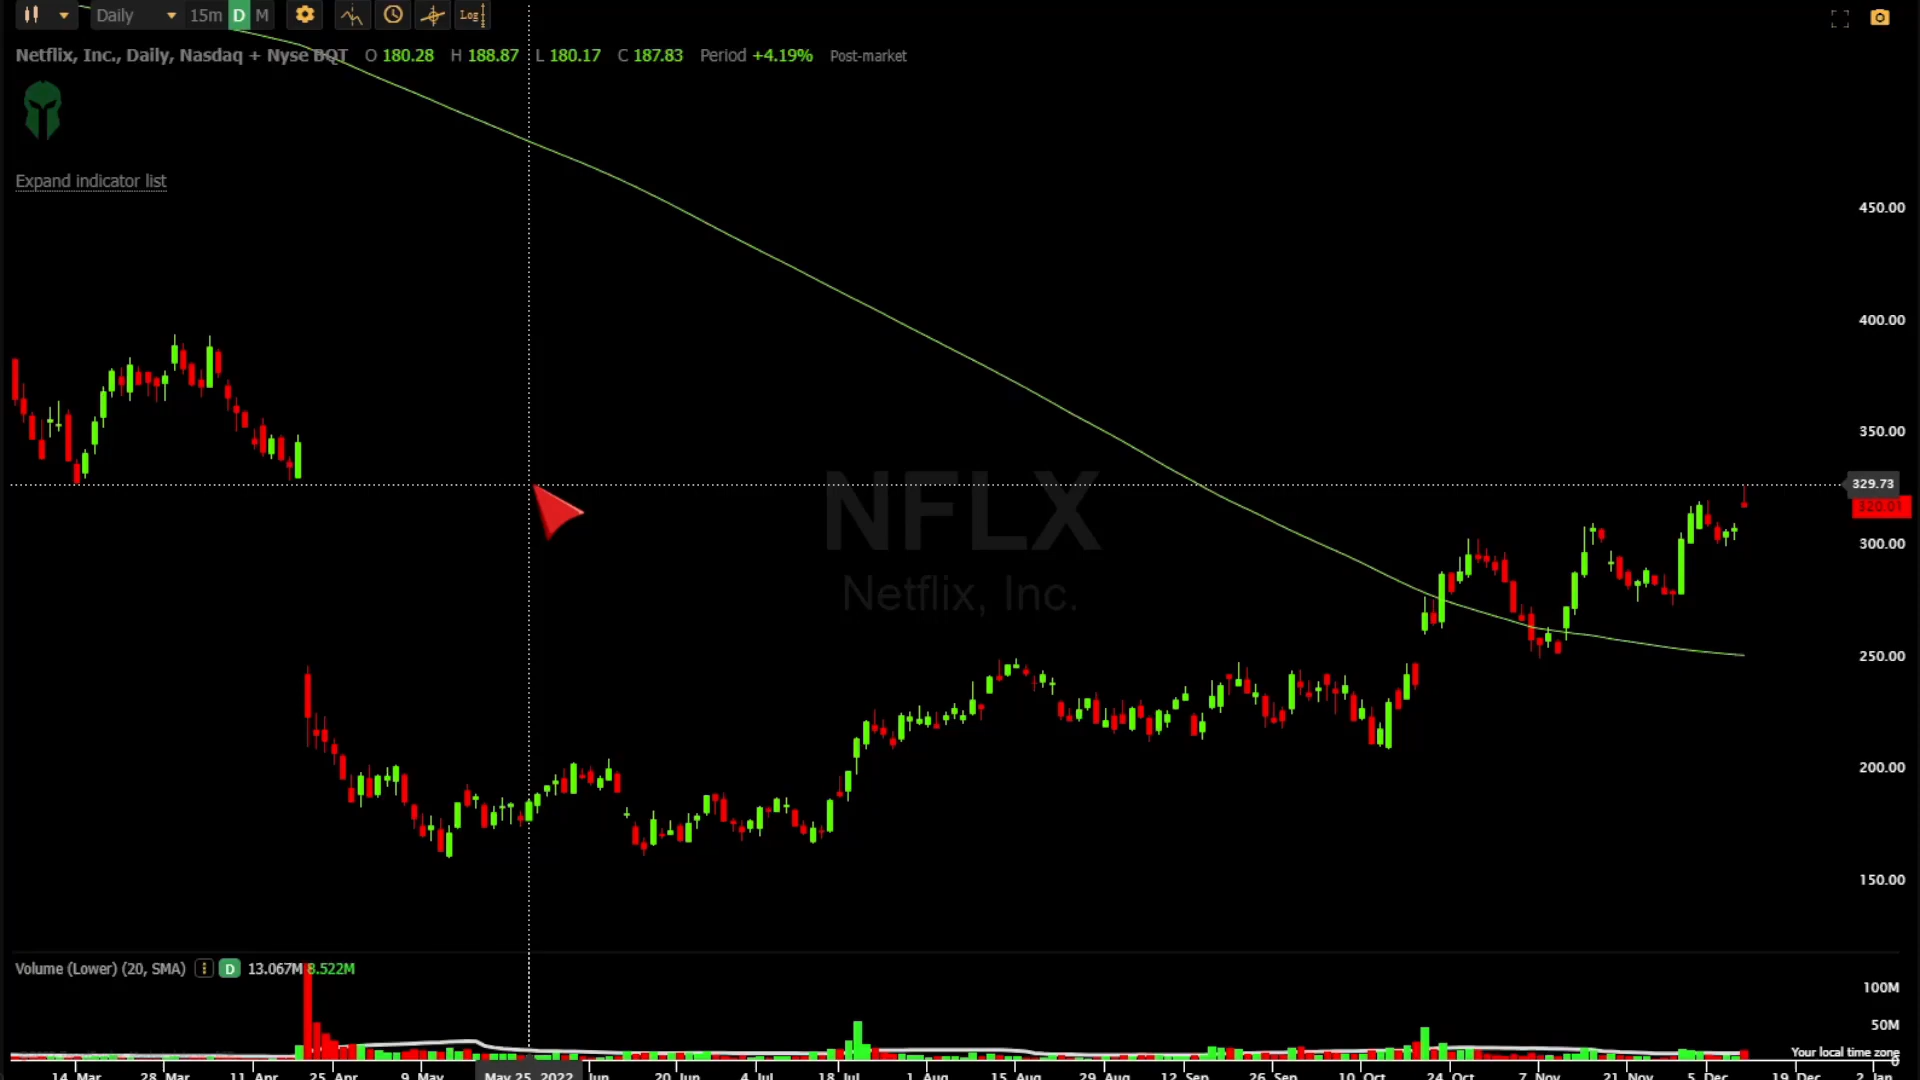 Daily 15m D M Log
Netflix, Inc., Daily, Nasdaq + Nyse BQT O 180.28 H 188.87 L 180.17 C 187.83 Period +4.19% Post-market
Expand indicator list
450.00
400.00
350.00
329.73
320.01
300.00
250.00
200.00
150.00
NFLX
Netflix, Inc.
Volume (Lower) (20, SMA) D 13.067M 8.522M
100M
50M
Your local time zone
0
14 Mar 28 Mar 11 Apr 25 Apr 9 May May 25, 2022 Jun 20 Jun 4 Jul 18 Jul 1 Aug 15 Aug 29 Aug 12 Sep 26 Sep 10 Oct 24 Oct 7 Nov 21 Nov 5 Dec 19 Dec 2 Jan